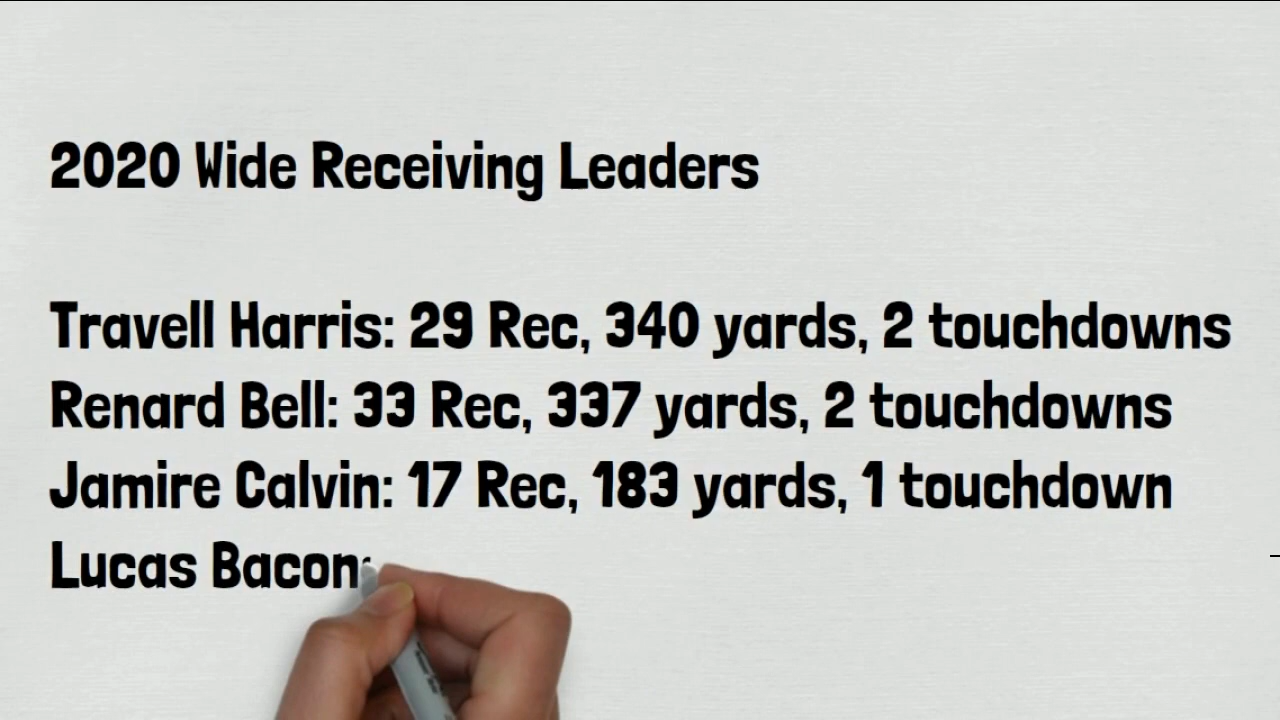 2020 Wide Receiving Leaders
Travell Harris: 29 Rec, 340 yards, 2 touchdowns
Renard Bell: 33 Rec, 337 yards, 2 touchdowns
Jamire Calvin: 17 Rec, 183 yards, 1 touchdown
Lucas Bacon: